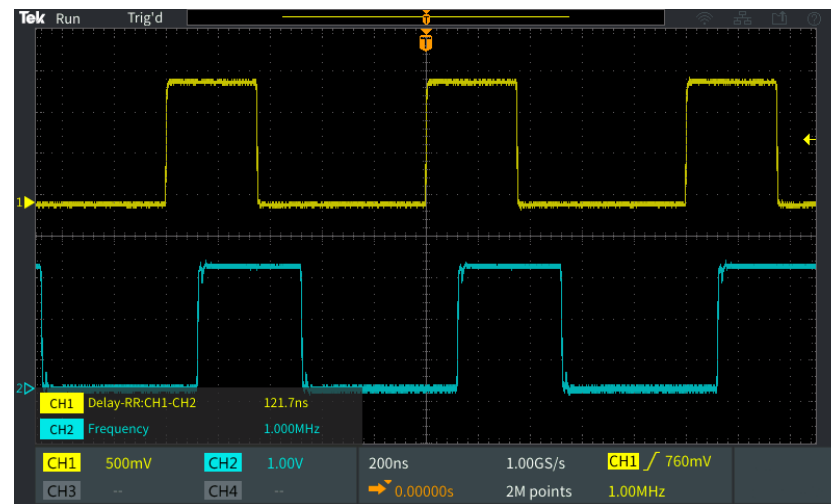 Tek Run Trig'd
T
T
1
2
CH1 Delay-RR:CH1-CH2 121.7ns
CH2 Frequency 1.000MHz
CH1 500mV CH2 1.00V 200ns 1.00GS/s CH1 760mV
CH3 -- CH4 -- 0.00000s 2M points 1.00MHz